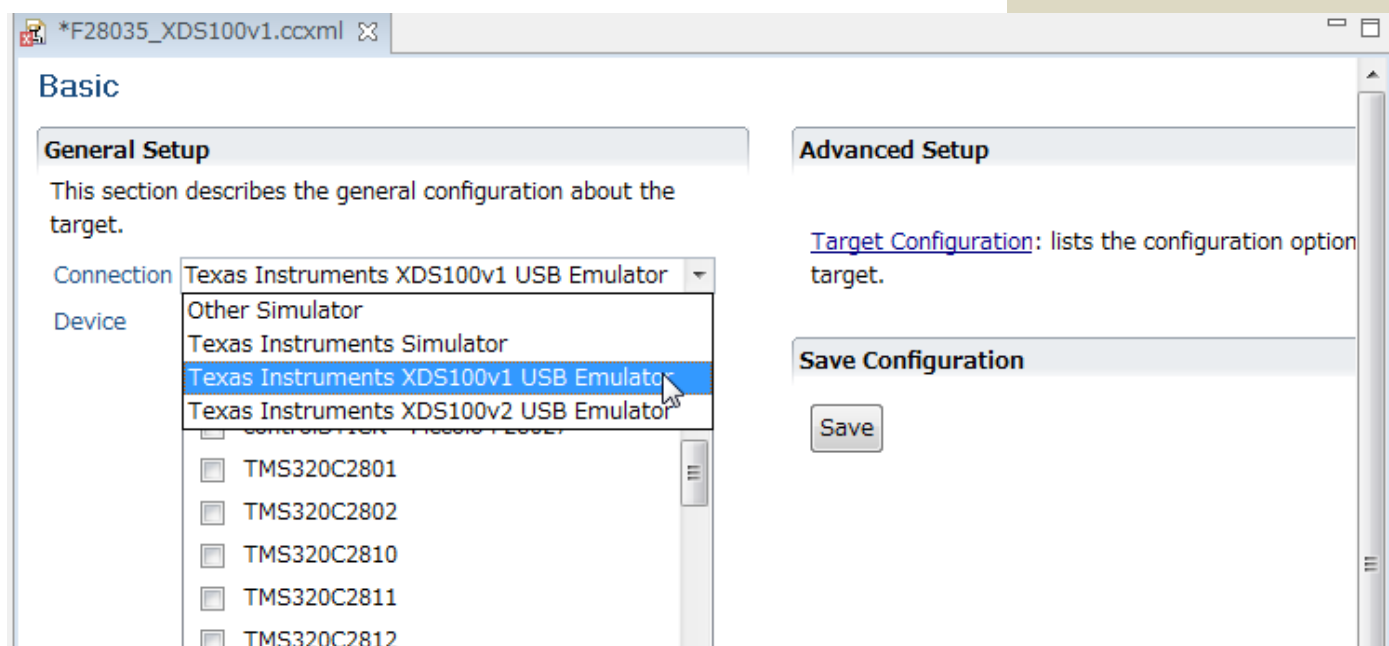 *F28035_XDS100v1.ccxml
Basic
General Setup
This section describes the general configuration about the
target.
Connection Texas Instruments XDS100v1 USB Emulator
Other Simulator
Texas Instruments Simulator
Texas Instruments XDS100v1 USB Emulator
Texas Instruments XDS100v2 USB Emulator
Device
TMS320C2801
TMS320C2802
TMS320C2810
TMS320C2811
TMS320C2812
Advanced Setup
Target Configuration: lists the configuration option
target.
Save Configuration
Save